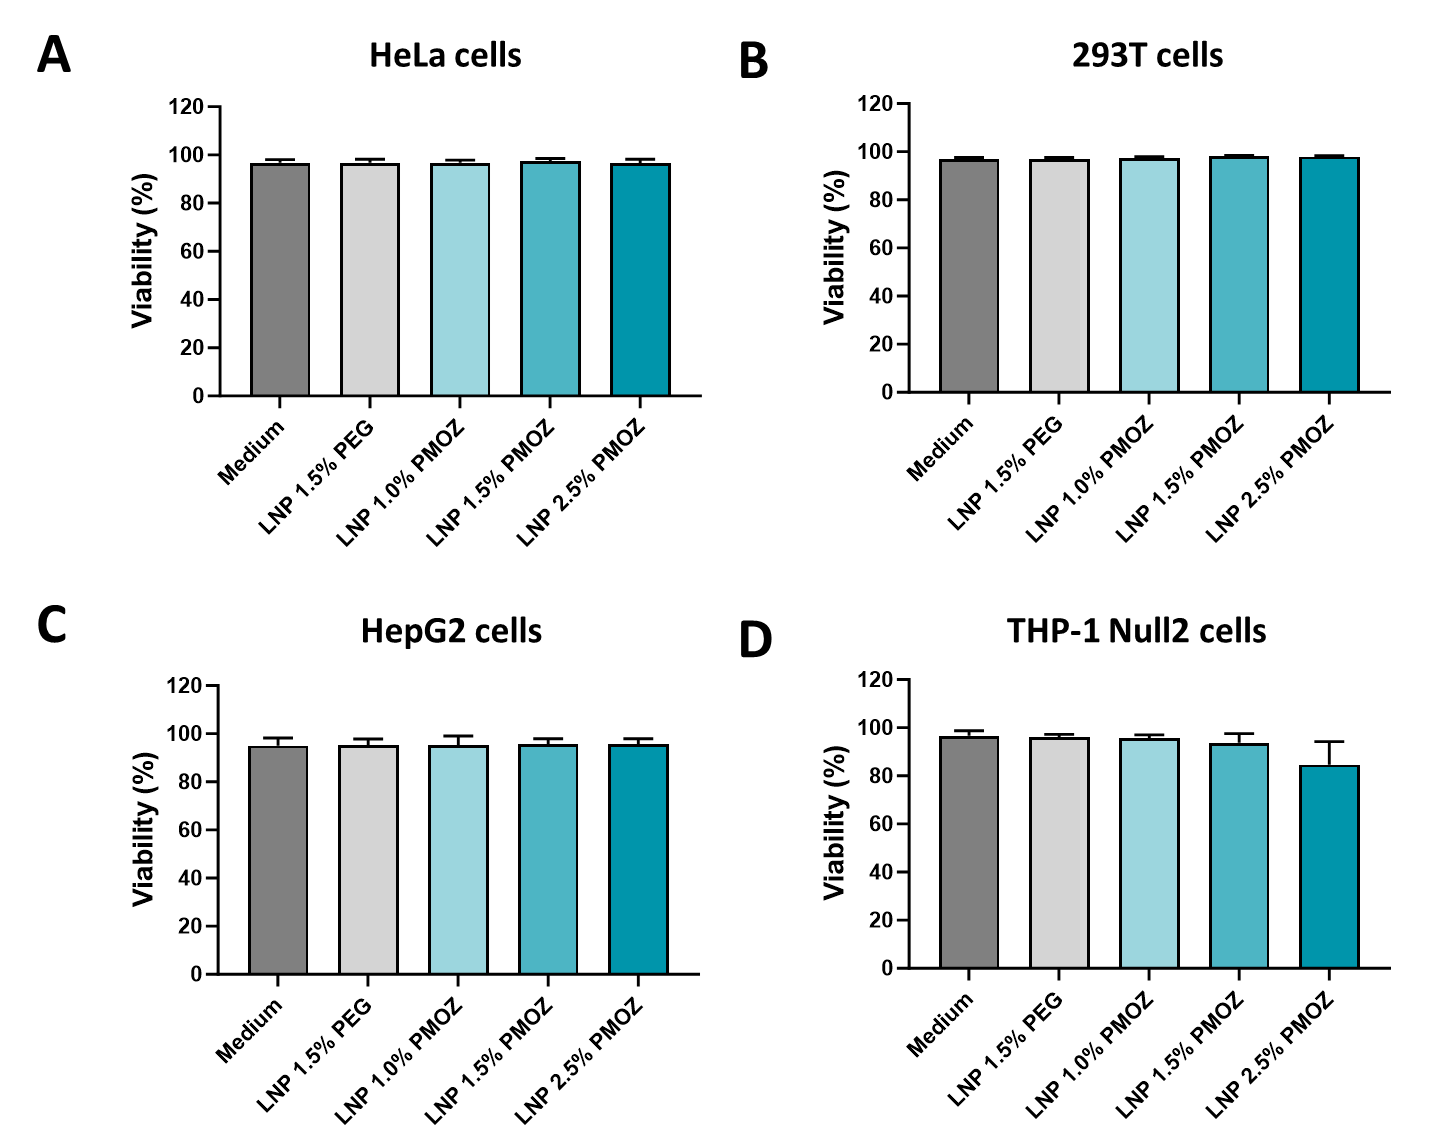 A
HeLa cells
Viability (%)
120
100
80
60
40
20
0
Medium
LNP 1.5% PEG
LNP 1.0% PMOZ
LNP 1.5% PMOZ
LNP 2.5% PMOZ
B
293T cells
Viability (%)
120
100
80
60
40
20
0
Medium
LNP 1.5% PEG
LNP 1.0% PMOZ
LNP 1.5% PMOZ
LNP 2.5% PMOZ
C
HepG2 cells
Viability (%)
120
100
80
60
40
20
0
Medium
LNP 1.5% PEG
LNP 1.0% PMOZ
LNP 1.5% PMOZ
LNP 2.5% PMOZ
D
THP-1 Null2 cells
Viability (%)
120
100
80
60
40
20
0
Medium
LNP 1.5% PEG
LNP 1.0% PMOZ
LNP 1.5% PMOZ
LNP 2.5% PMOZ